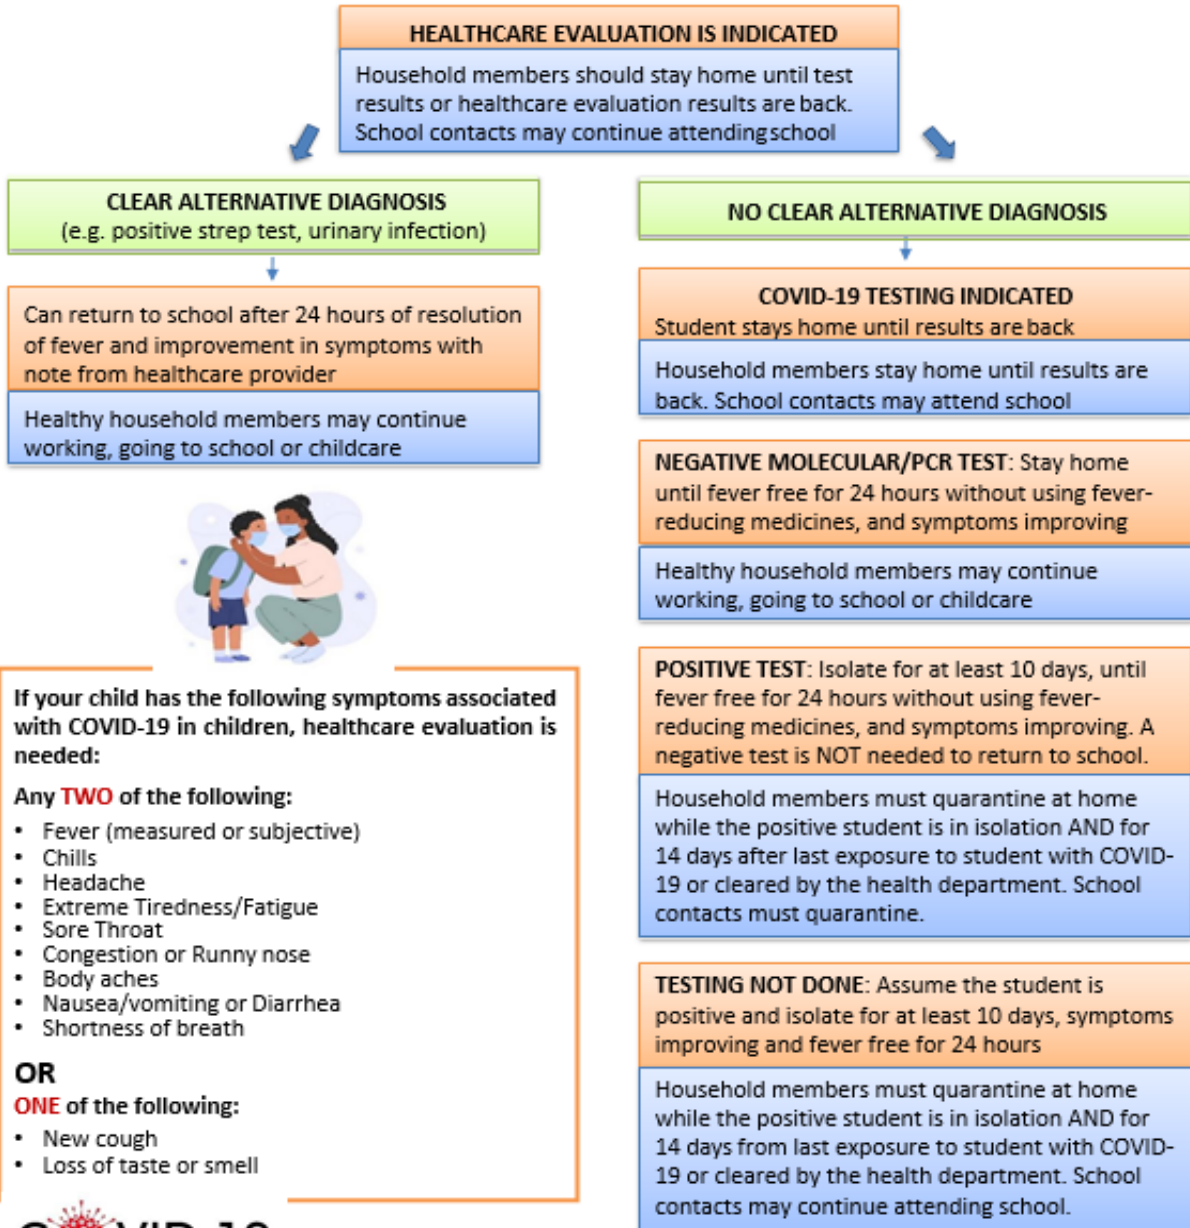 HEALTHCARE EVALUATION IS INDICATED
Household members should stay home until test
results or healthcare evaluation results are back.
School contacts may continue attending school
CLEAR ALTERNATIVE DIAGNOSIS
(e.g. positive strep test, urinary infection)
Can return to school after 24 hours of resolution
of fever and improvement in symptoms with
note from healthcare provider
Healthy household members may continue
working, going to school or childcare
If your child has the following symptoms associated
with COVID-19 in children, healthcare evaluation is
needed:
Any TWO of the following:
• Fever (measured or subjective)
• Chills
• Headache
• Extreme Tiredness/Fatigue
• Sore Throat
• Congestion or Runny nose
• Body aches
• Nausea/vomiting or Diarrhea
• Shortness of breath
OR
ONE of the following:
• New cough
• Loss of taste or smell
NO CLEAR ALTERNATIVE DIAGNOSIS
COVID-19 TESTING INDICATED
Student stays home until results are back
Household members stay home until results are
back. School contacts may attend school
NEGATIVE MOLECULAR/PCR TEST: Stay home
until fever free for 24 hours without using fever-
reducing medicines, and symptoms improving
Healthy household members may continue
working, going to school or childcare
POSITIVE TEST: Isolate for at least 10 days, until
fever free for 24 hours without using fever-
reducing medicines, and symptoms improving. A
negative test is NOT needed to return to school.
Household members must quarantine at home
while the positive student is in isolation AND for
14 days after last exposure to student with COVID-
19 or cleared by the health department. School
contacts must quarantine.
TESTING NOT DONE: Assume the student is
positive and isolate for at least 10 days, symptoms
improving and fever free for 24 hours
Household members must quarantine at home
while the positive student is in isolation AND for
14 days from last exposure to student with COVID-
19 or cleared by the health department. School
contacts may continue attending school.